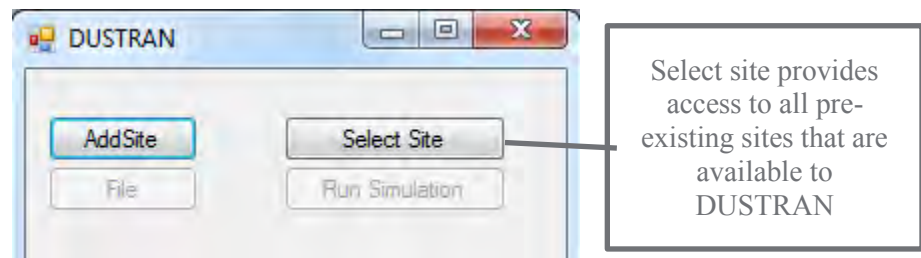 DUSTRAN
AddSite
Select Site
File
Run Simulation
Select site provides
access to all pre-
existing sites that are
available to
DUSTRAN